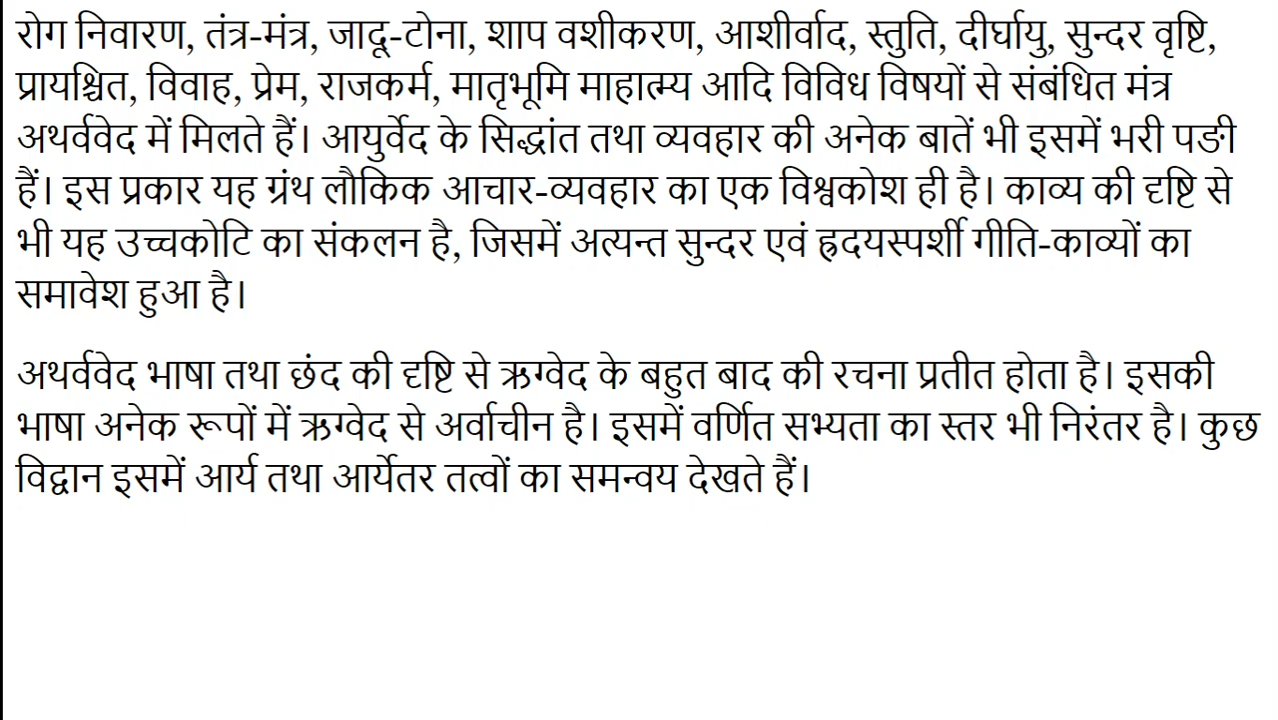 रोग निवारण, तंत्र-मंत्र, जादू-टोना, शाप वशीकरण, आशीर्वाद, स्तुति, दीर्घायु, सुन्दर वृष्टि,
प्रायश्चित, विवाह, प्रेम, राजकर्म, मातृभूमि माहात्म्य आदि विविध विषयों से संबंधित मंत्र
अथर्ववेद में मिलते हैं। आयुर्वेद के सिद्धांत तथा व्यवहार की अनेक बातें भी इसमें भरी पडी
हैं। इस प्रकार यह ग्रंथ लौकिक आचार-व्यवहार का एक विश्वकोश ही है। काव्य की दृष्टि से
भी यह उच्चकोटि का संकलन है, जिसमें अत्यन्त सुन्दर एवं ह्रदयस्पर्शी गीति-काव्यों का
समावेश हुआ है।
अथर्ववेद भाषा तथा छंद की दृष्टि से ऋग्वेद के बहुत बाद की रचना प्रतीत होता है। इसकी
भाषा अनेक रूपों में ऋग्वेद से अर्वाचीन है। इसमें वर्णित सभ्यता का स्तर भी निरंतर है। कुछ
विद्वान इसमें आर्य तथा आर्येतर तत्वों का समन्वय देखते हैं।